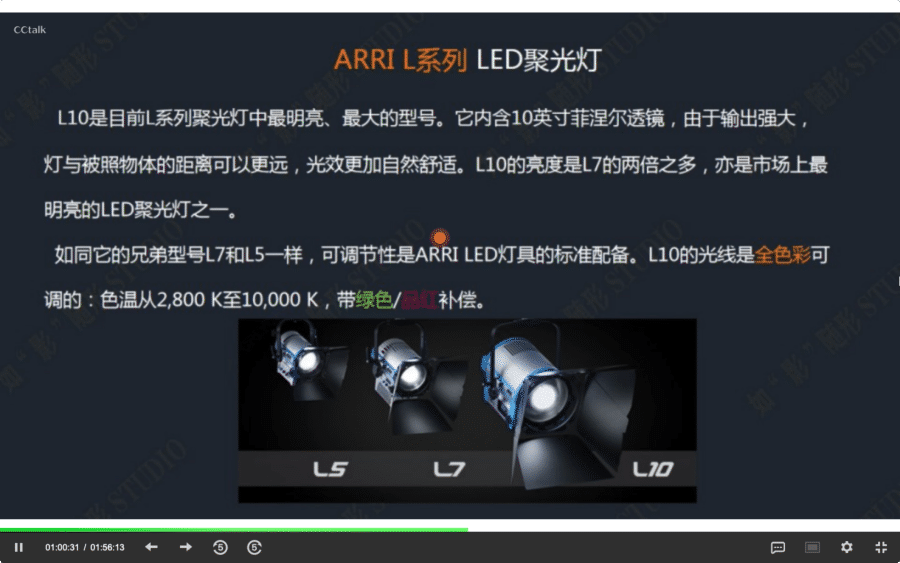 CCtalk
ARRI L系列 LED聚光灯
L10是目前L系列聚光灯中最明亮、最大的型号。它内含10英寸菲涅尔透镜，由于输出强大，
灯与被照物体的距离可以更远，光效更加自然舒适。L10的亮度是L7的两倍之多，亦是市场上最
明亮的LED聚光灯之一。
如同它的兄弟型号L7和L5一样，可调节性是ARRI LED灯具的标准配备。L10的光线是全色彩可
调的：色温从2,800 K至10,000 K，带绿色/品红补偿。
L5 L7 L10
01:00:31 / 01:56:13
5 5